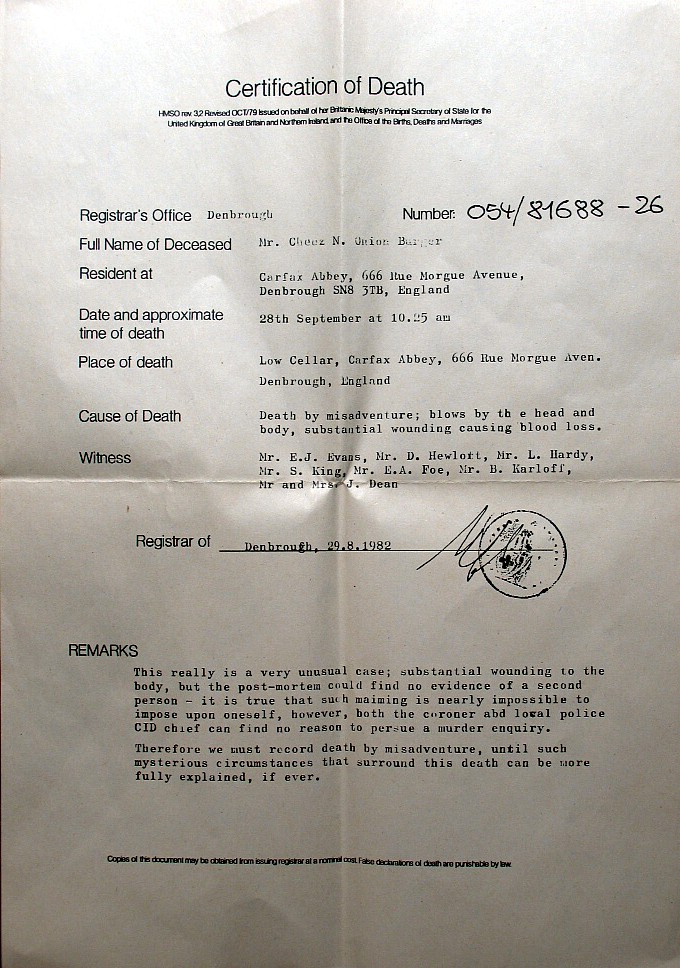 Certification of Death
HMSO rev 3,2 Revised OCT/79 Issued on behalf of her Brittanic Majesty's Principal Secretary of State for the
United Kingdom of Great Britain and Northern Ireland, and the Office of the Births, Deaths and Marriages
Registrar's Office Denbrough
Number: 054/81688 - 26
Full Name of Deceased Mr. Cheez N. Onion Barger
Resident at Carfax Abbey, 666 Rue Morgue Avenue,
Denbrough SN8 3TB, England
Date and approximate time of death 28th September at 10.25 am
Place of death Low Cellar, Carfax Abbey, 666 Rue Morgue Aven.
Denbrough, England
Cause of Death Death by misadventure; blows by th e head and
body, substantial wounding causing blood loss.
Witness Mr. E.J. Evans, Mr. D. Hewlott, Mr. L. Hardy,
Mr. S. King, Mr. E.A. Foe, Mr. B. Karloff,
Mr and Mrs. J. Dean
Registrar of Denbrough, 29.8.1982
REMARKS
This really is a very unusual case; substantial wounding to the
body, but the post-mortem could find no evidence of a second
person - it is true that such maiming is nearly impossible to
impose upon oneself, however, both the coroner abd lowal police
CID chief can find no reason to persue a murder enquiry.
Therefore we must record death by misadventure, until such
mysterious circumstances that surround this death can be more
fully explained, if ever.
Copies of this document may be obtained from issuing registrar at a nominal cost. False declarations of death are punishable by law.